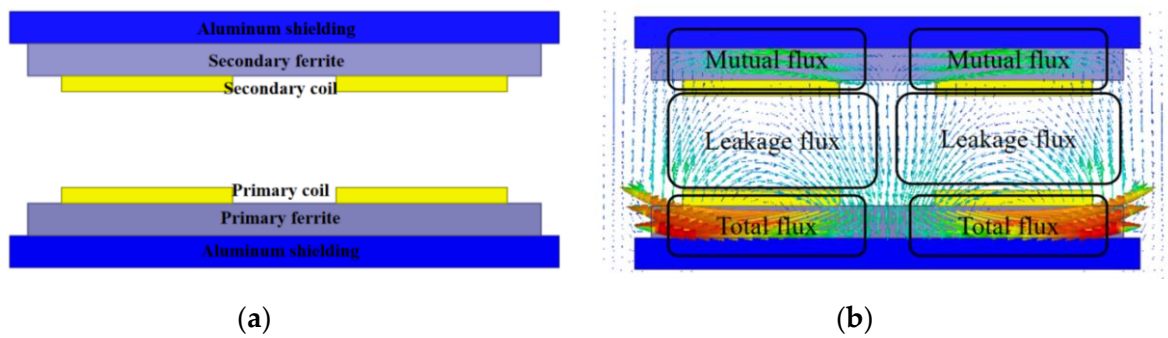 Aluminum shielding
Secondary ferrite
Secondary coil
Primary coil
Primary ferrite
Aluminum shielding
(a)
Mutual flux Mutual flux
Leakage flux Leakage flux
Total flux Total flux
(b)